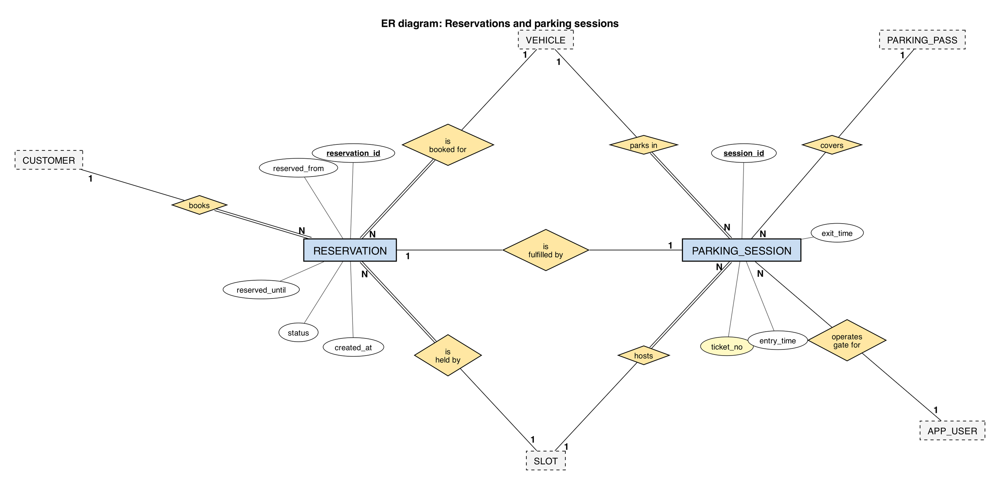 ER diagram: Reservations and parking sessions
VEHICLE
PARKING_PASS
1
1
1
is
booked for
parks in
covers
CUSTOMER
reservation_id
session_id
reserved_from
1
books
N
N
N
N
exit_time
RESERVATION
1
is
fulfilled by
1
PARKING_SESSION
N
N
N
reserved_until
status
created_at
is
held by
hosts
ticket_no
entry_time
operates
gate for
1
1
1
SLOT
APP_USER